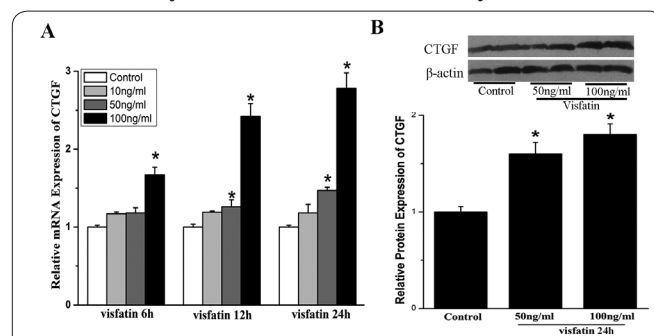 A
Relative mRNA Expression of CTGF
3
2
1
0
Control
10ng/ml
50ng/ml
100ng/ml
*
*
*
*
*
visfatin 6h
visfatin 12h
visfatin 24h
B
CTGF
β-actin
Control
50ng/ml
100ng/ml
Visfatin
Relative Protein Expression of CTGF
2
1
0
*
*
Control
50ng/ml
100ng/ml
visfatin 24h